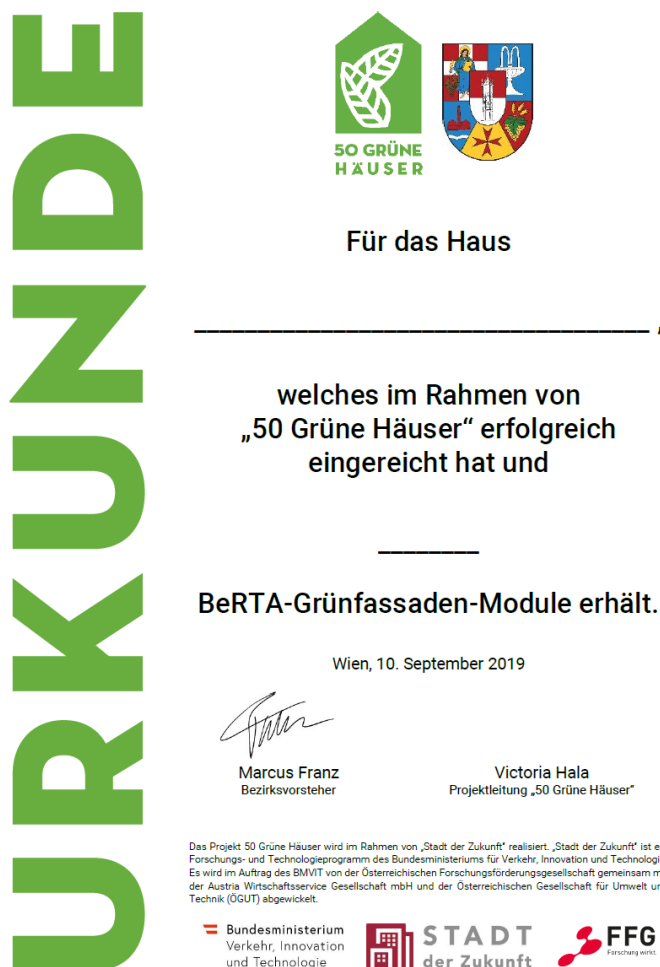 URKUNDE
50 GRÜNE
HÄUSER
Für das Haus
____________________________________ ,
welches im Rahmen von
„50 Grüne Häuser“ erfolgreich
eingereicht hat und
________
BeRTA-Grünfassaden-Module erhält.
Wien, 10. September 2019
Marcus Franz
Bezirksvorsteher
Victoria Hala
Projektleitung „50 Grüne Häuser“
Das Projekt 50 Grüne Häuser wird im Rahmen von „Stadt der Zukunft“ realisiert. „Stadt der Zukunft“ ist e
Forschungs- und Technologieprogramm des Bundesministeriums für Verkehr, Innovation und Technologi
Es wird im Auftrag des BMVIT von der Österreichischen Forschungsförderungsgesellschaft gemeinsam m
der Austria Wirtschaftsservice Gesellschaft mbH und der Österreichischen Gesellschaft für Umwelt u
Technik (ÖGUT) abgewickelt.
Bundesministerium
Verkehr, Innovation
und Technologie
STADT
der Zukunft
FFG
Forschung wirkt.